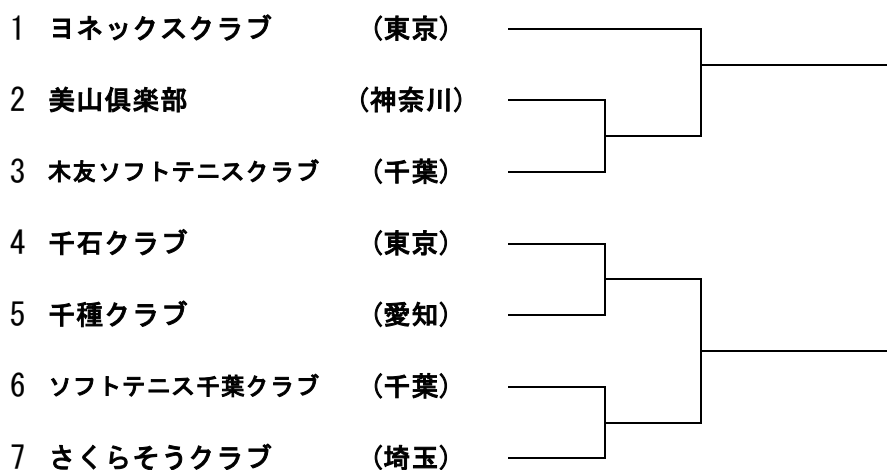 1 ヨネックスクラブ (東京)
2 美山倶楽部 (神奈川)
3 木友ソフトテニスクラブ (千葉)
4 千石クラブ (東京)
5 千種クラブ (愛知)
6 ソフトテニス千葉クラブ (千葉)
7 さくらそうクラブ (埼玉)